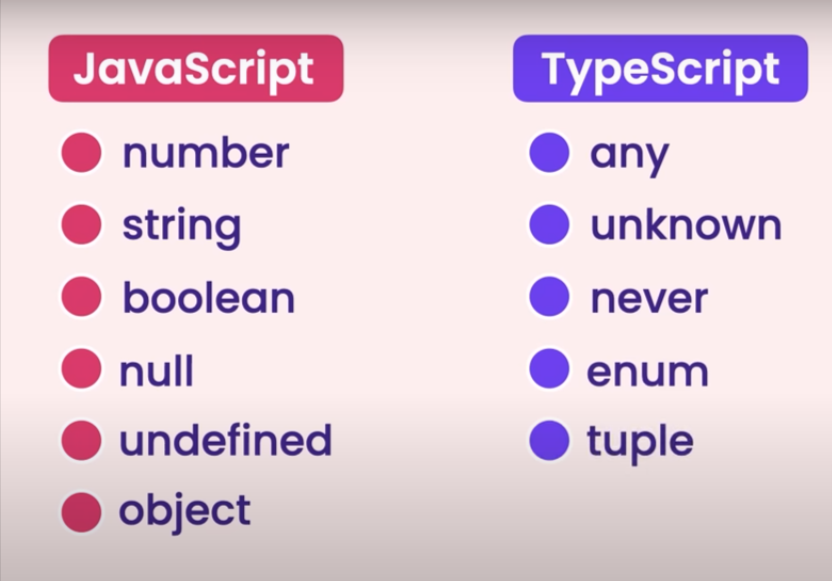 JavaScript
number
string
boolean
null
undefined
object
TypeScript
any
unknown
never
enum
tuple